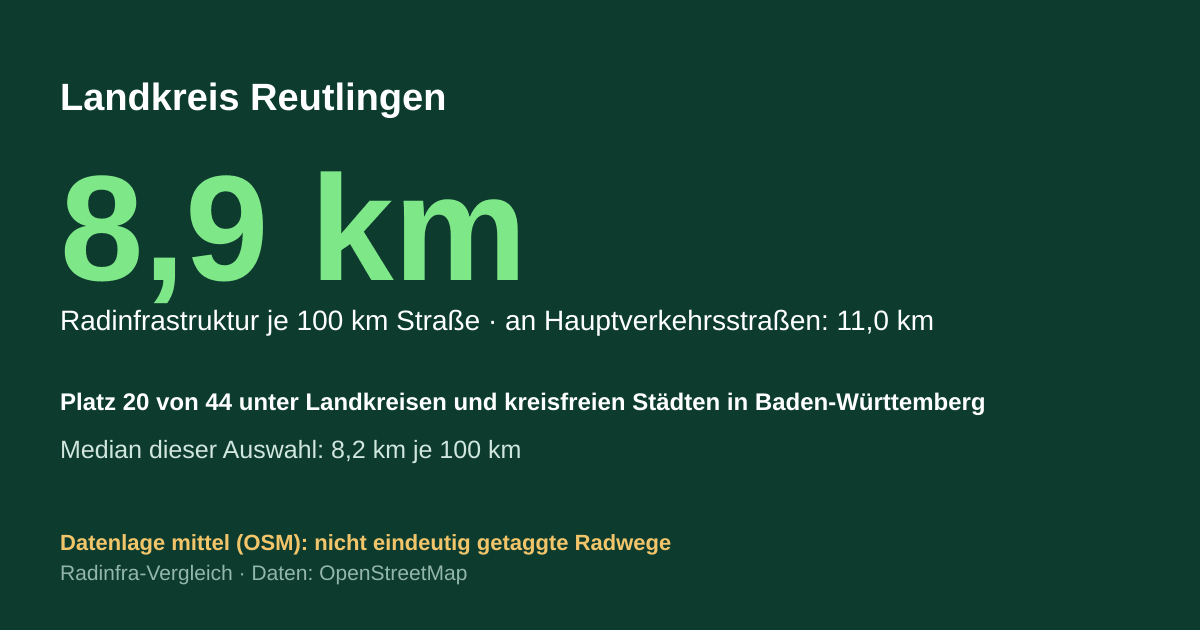 Landkreis Reutlingen
8,9 km
Radinfrastruktur je 100 km Straße · an Hauptverkehrsstraßen: 11,0 km
Platz 20 von 44 unter Landkreisen und kreisfreien Städten in Baden-Württemberg
Median dieser Auswahl: 8,2 km je 100 km
Datenlage mittel (OSM): nicht eindeutig getaggte Radwege
Radinfra-Vergleich · Daten: OpenStreetMap